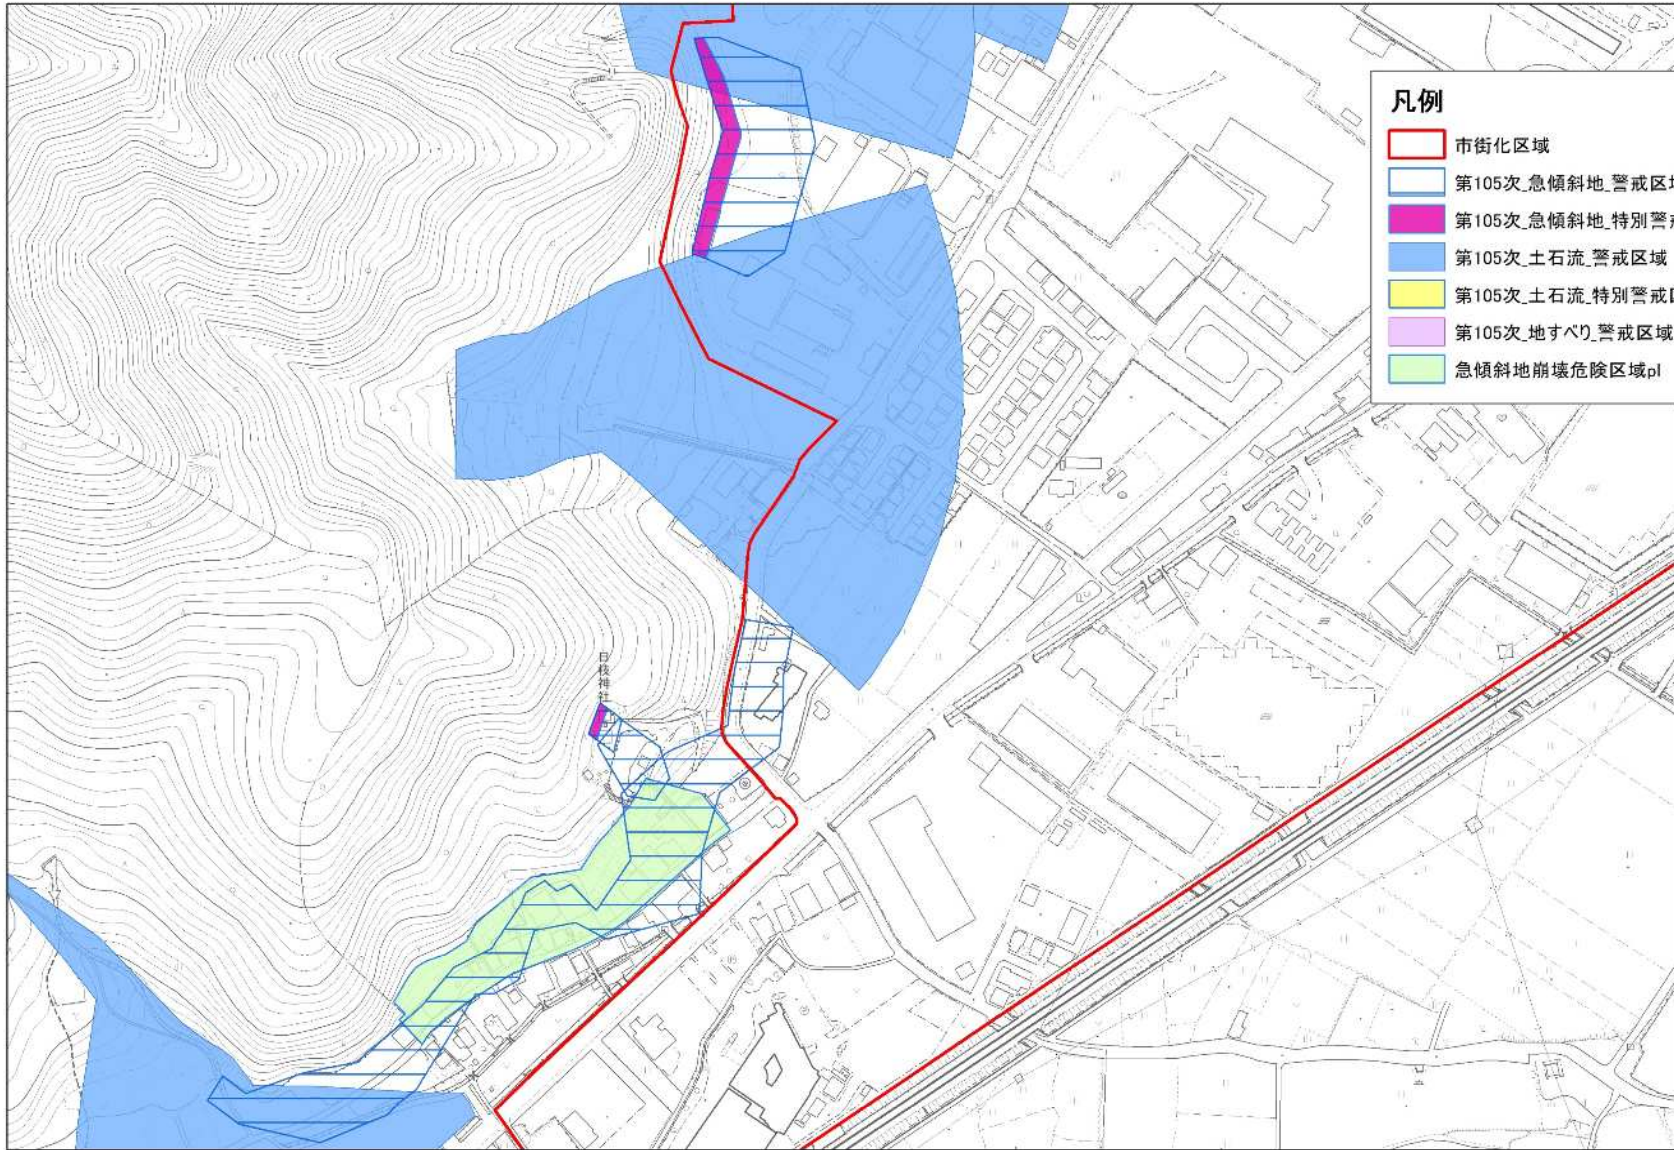 凡例
市街化区域
第105次_急傾斜地_警戒区域
第105次_急傾斜地_特別警戒
第105次_土石流_警戒区域
第105次_土石流_特別警戒区
第105次_地すべり_警戒区域
急傾斜地崩壊危険区域pl
日枝神社